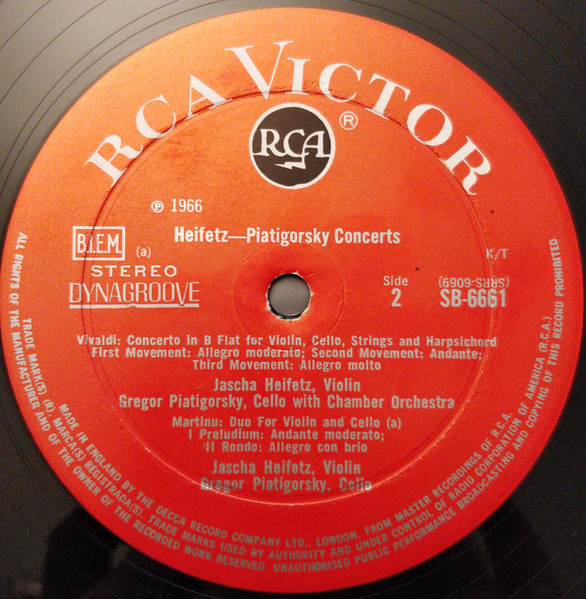 RCA VICTOR
RCA ®
℗ 1966
Heifetz—Piatigorsky Concerts
B.I.E.M. (a)
K/T
STEREO
DYNAGROOVE
Side
2
(SRRS-6069)
SB-6661
Vivaldi: Concerto in B Flat for Violin, Cello, Strings and Harpsichord
First Movement: Allegro moderato; Second Movement: Andante;
Third Movement: Allegro molto
Jascha Heifetz, Violin
Gregor Piatigorsky, Cello with Chamber Orchestra
Martinu: Duo For Violin and Cello (a)
I Preludium: Andante moderato;
II Rondo: Allegro con brio
Jascha Heifetz, Violin
Gregor Piatigorsky, Cello
MADE IN ENGLAND BY THE DECCA RECORD COMPANY LTD., LONDON, FROM MASTER RECORDINGS OF R.C.A.
TRADE MARK(S) (R), MARCA(S) REGISTRADA(S), TRADE MARKS USED BY AUTHORITY AND UNDER CONTROL OF RADIO CORPORATION OF AMERICA (R.C.A.)
ALL RIGHTS OF THE MANUFACTURER AND OF THE OWNER OF THE RECORDED WORK RESERVED. UNAUTHORISED PUBLIC PERFORMANCE BROADCASTING AND COPYING OF THIS RECORD PROHIBITED.